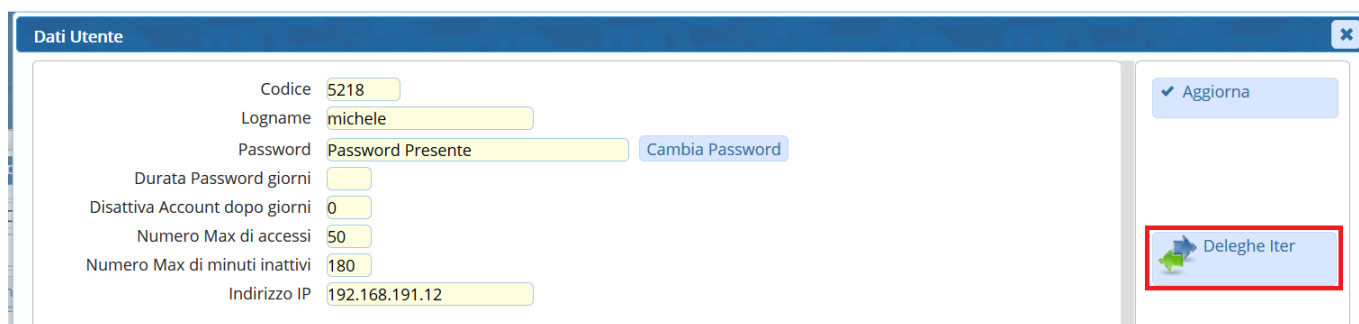 Dati Utente
Codice 5218
Logname michele
Password Password Presente Cambia Password
Durata Password giorni
Disattiva Account dopo giorni 0
Numero Max di accessi 50
Numero Max di minuti inattivi 180
Indirizzo IP 192.168.191.12
Aggiorna
Deleghe Iter